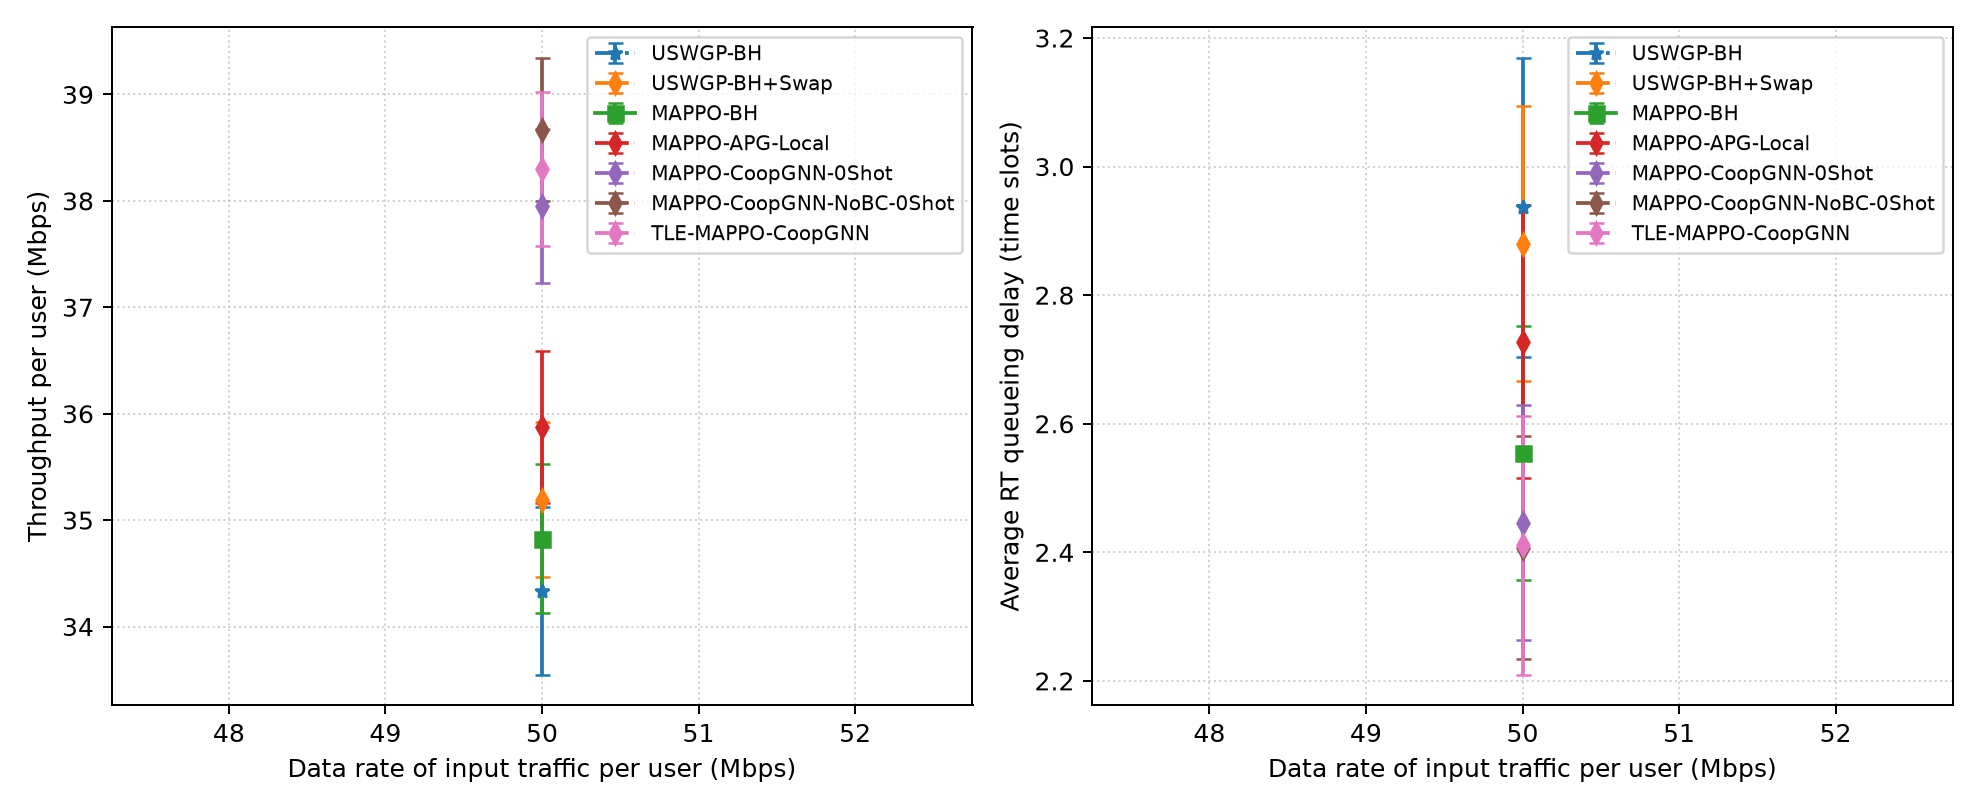 Throughput per user (Mbps)
39
38
37
36
35
34
48 49 50 51 52
Data rate of input traffic per user (Mbps)
USWGP-BH
USWGP-BH+Swap
MAPPO-BH
MAPPO-APG-Local
MAPPO-CoopGNN-0Shot
MAPPO-CoopGNN-NoBC-0Shot
TLE-MAPPO-CoopGNN
Average RT queueing delay (time slots)
3.2
3.0
2.8
2.6
2.4
2.2
48 49 50 51 52
Data rate of input traffic per user (Mbps)
USWGP-BH
USWGP-BH+Swap
MAPPO-BH
MAPPO-APG-Local
MAPPO-CoopGNN-0Shot
MAPPO-CoopGNN-NoBC-0Shot
TLE-MAPPO-CoopGNN